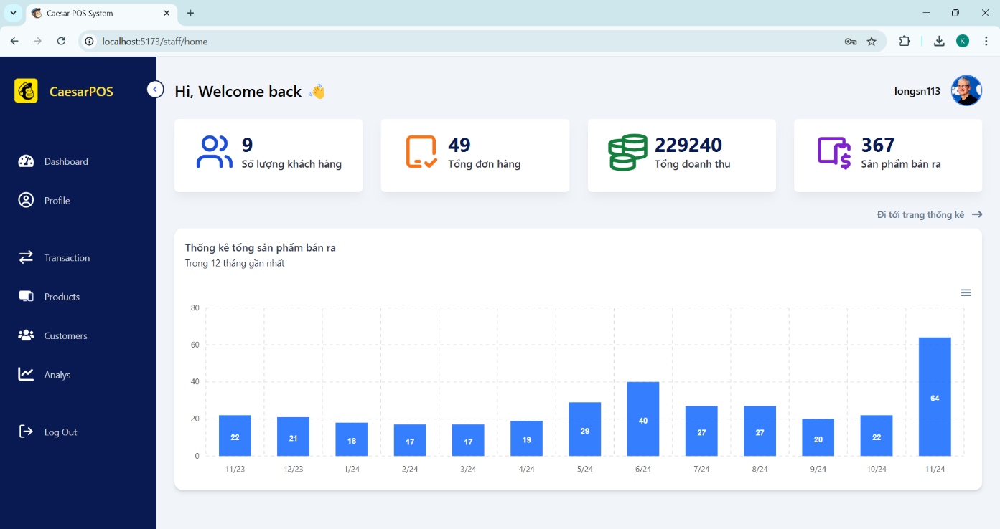 Caesar POS System
localhost:5173/staff/home
K
CaesarPOS
Hi, Welcome back 👋
longsn113
Dashboard
Profile
Transaction
Products
Customers
Analys
Log Out
9
Số lượng khách hàng
49
Tổng đơn hàng
229240
Tổng doanh thu
367
Sản phẩm bán ra
Đi tới trang thống kê →
Thống kê tổng sản phẩm bán ra
Trong 12 tháng gần nhất
80
60
40
20
0
22 21 18 17 17 19 29 40 27 27 20 22 64
11/23 12/23 1/24 2/24 3/24 4/24 5/24 6/24 7/24 8/24 9/24 10/24 11/24